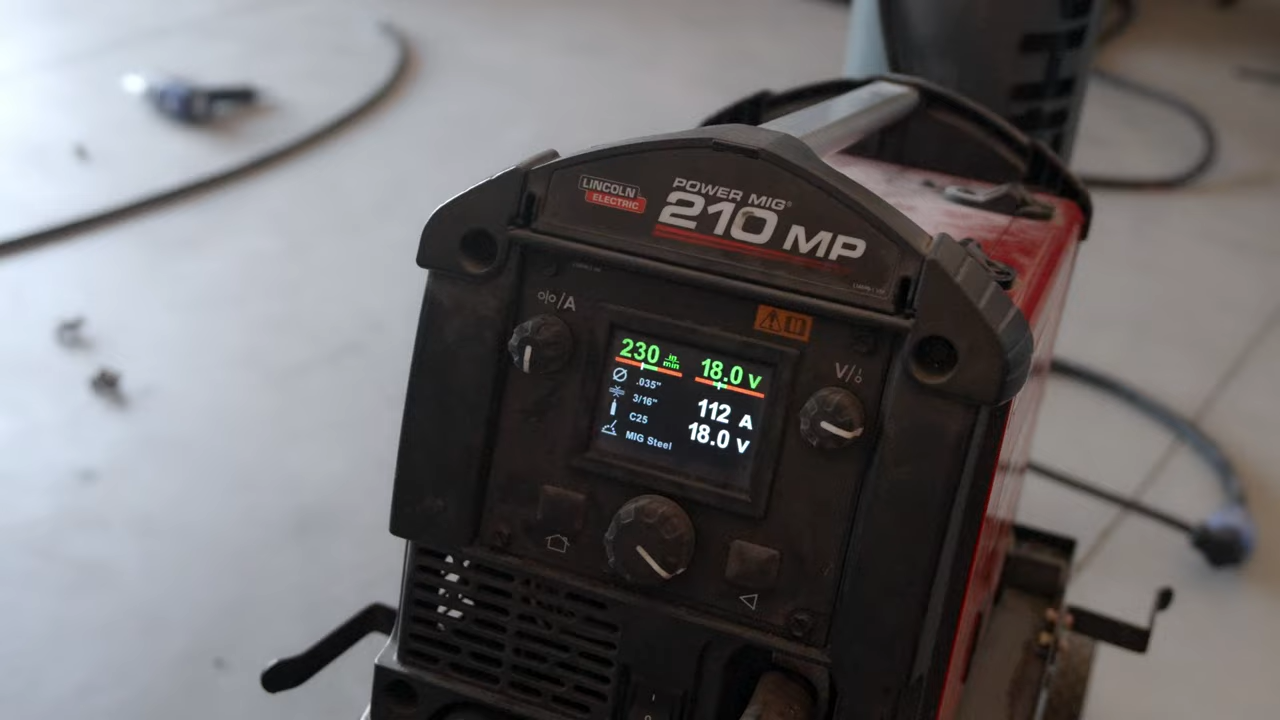 LINCOLN
ELECTRIC
POWER MIG®
210 MP
o|o/A
V/
230 in/min 18.0 V
.035"
3/16" 112 A
C25 18.0 V
MIG Steel